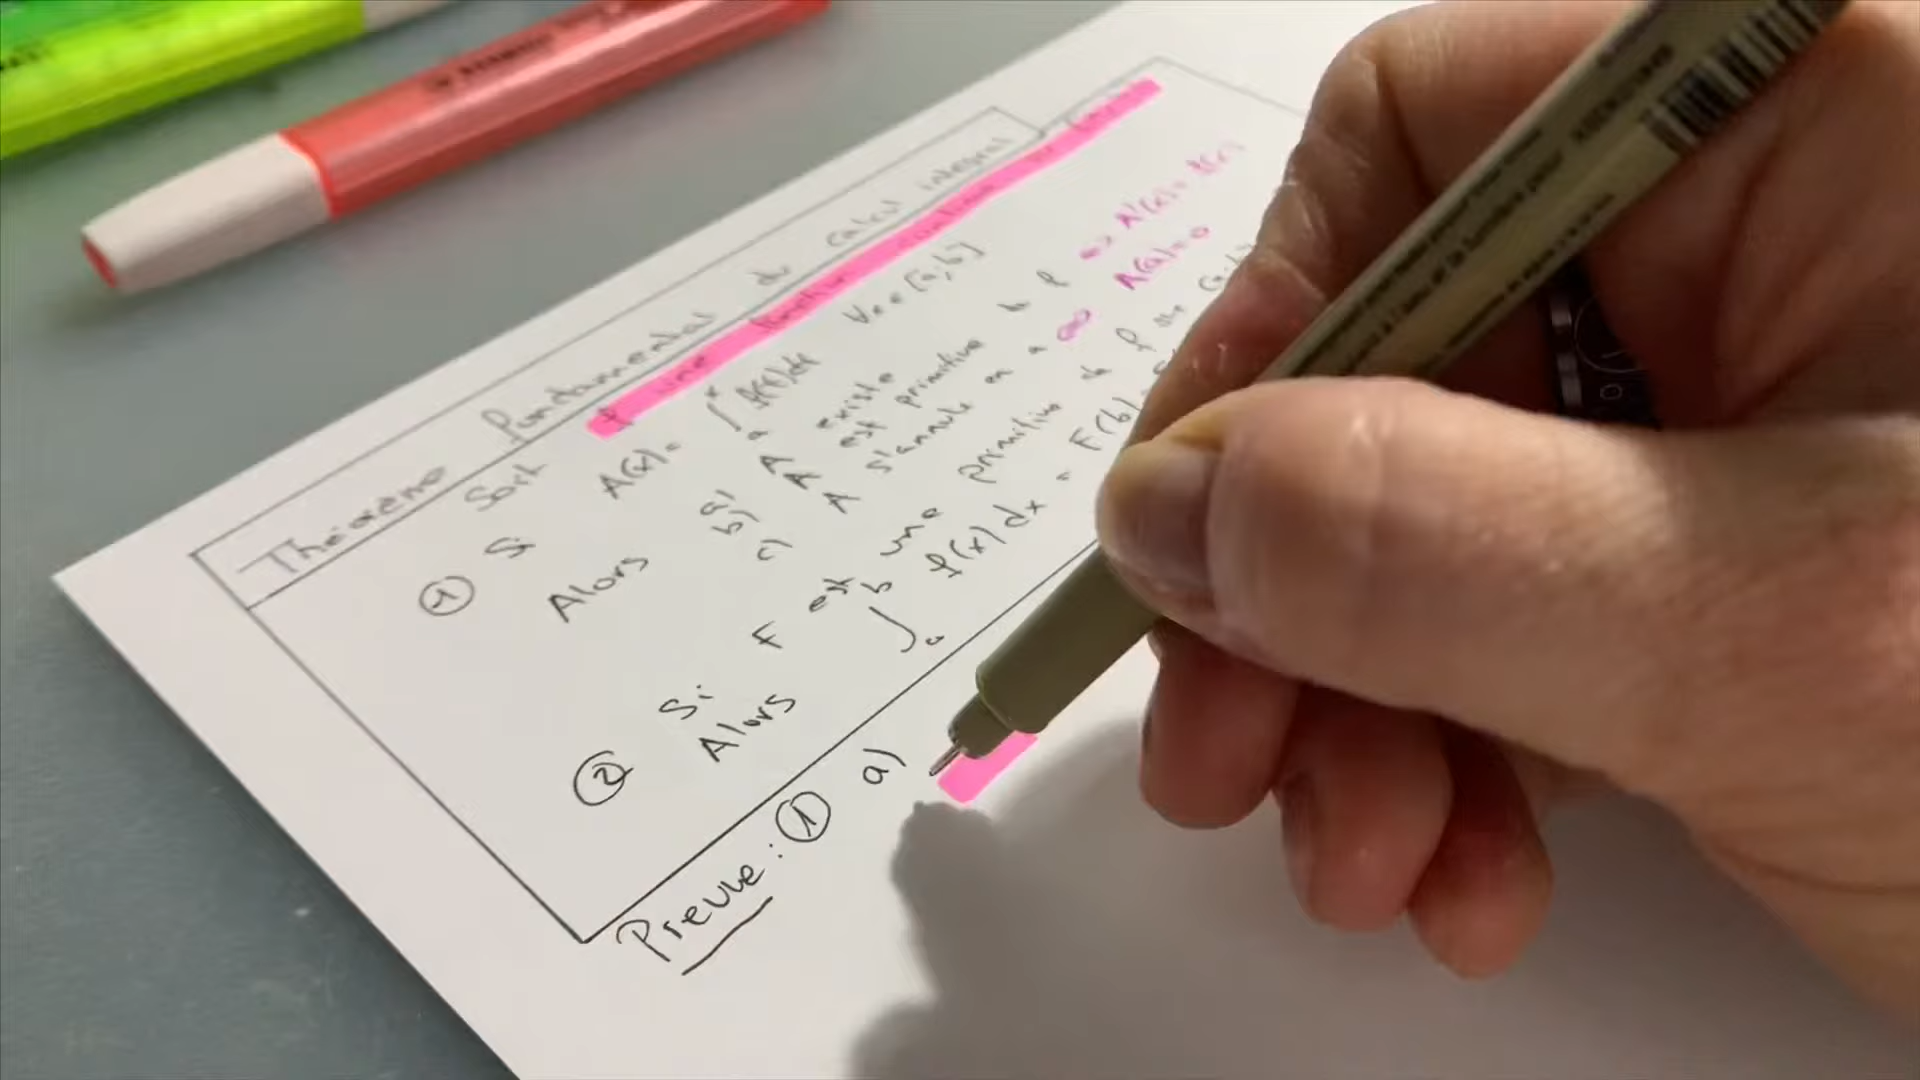 Théorème fondamental du calcul intégral
Soit f une fonction continue sur
① Si A(x) = ∫ₐˣ f(t)dt ∀x ∈ [a;b]
Alors a) A existe
b) A est primitive de f <=> A'(x) = f(x)
c) A s'annule en a <=> A(a) = 0
② Si F est une primitive de f sur
Alors ∫ₐᵇ f(x)dx = F(b)
Preuve : ① a)